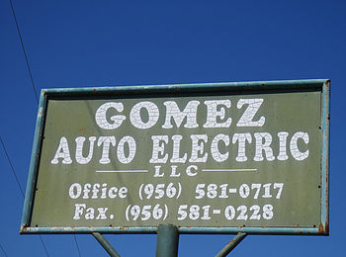 GOMEZ
AUTO ELECTRIC
LLC
Office (956) 581-0717
Fax. (956) 581-0228